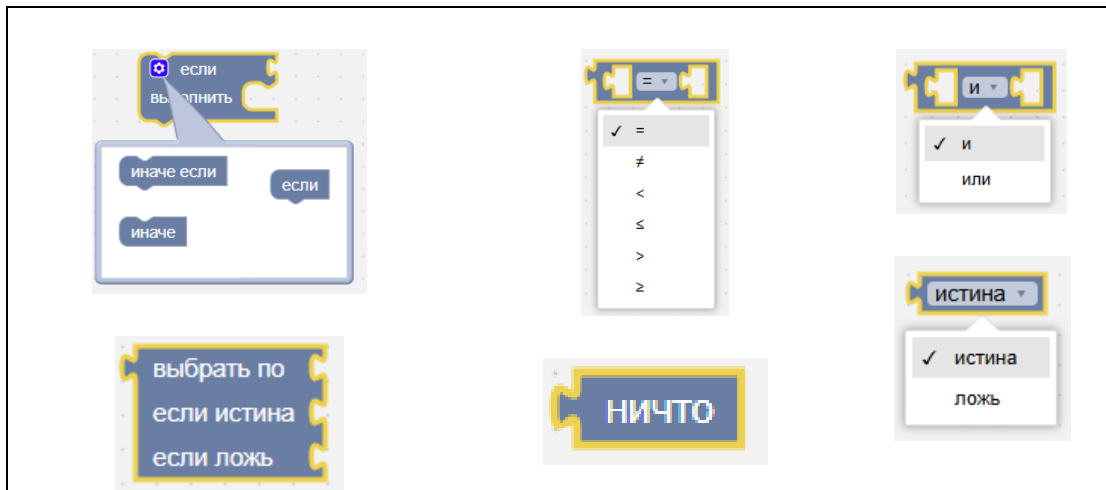 если
выполнить
иначе если
если
иначе
=
✓ =
≠
<
≤
>
≥
и
✓ и
или
истина
✓ истина
ложь
выбрать по
если истина
если ложь
ничто